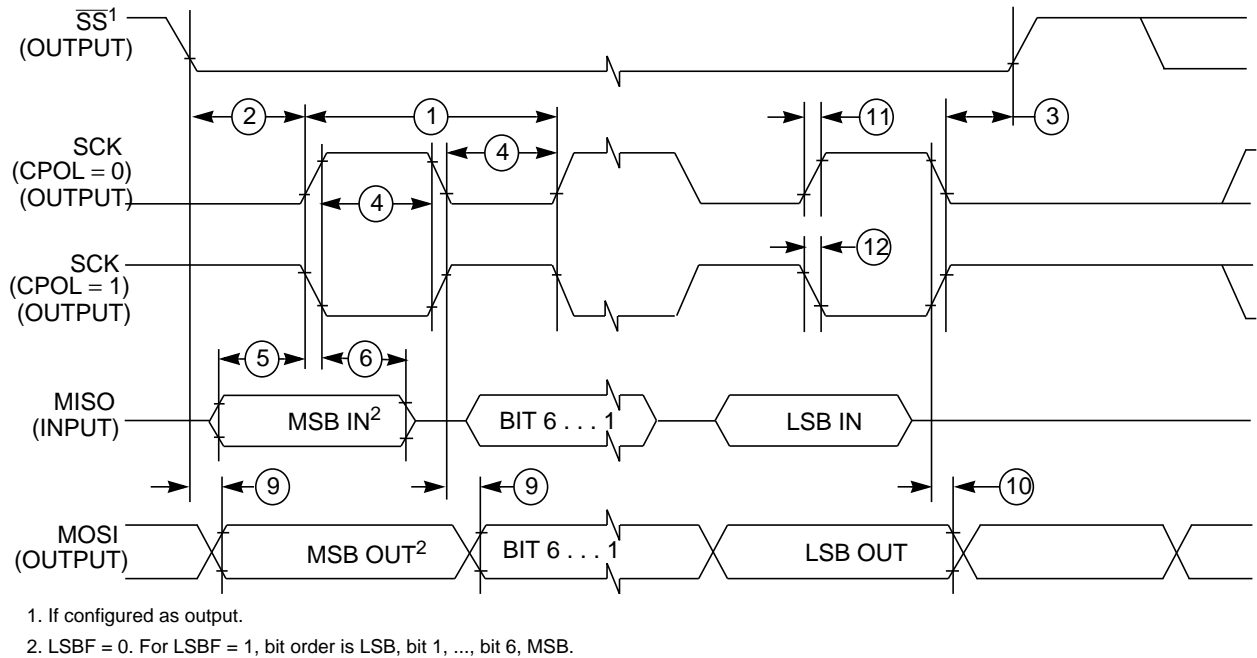 SS1
(OUTPUT)
2
1
11
3
SCK
(CPOL = 0)
(OUTPUT)
4
4
12
SCK
(CPOL = 1)
(OUTPUT)
5
6
MISO
(INPUT)
MSB IN2
BIT 6 . . . 1
LSB IN
9
9
10
MOSI
(OUTPUT)
MSB OUT2
BIT 6 . . . 1
LSB OUT
1. If configured as output.
2. LSBF = 0. For LSBF = 1, bit order is LSB, bit 1, ..., bit 6, MSB.